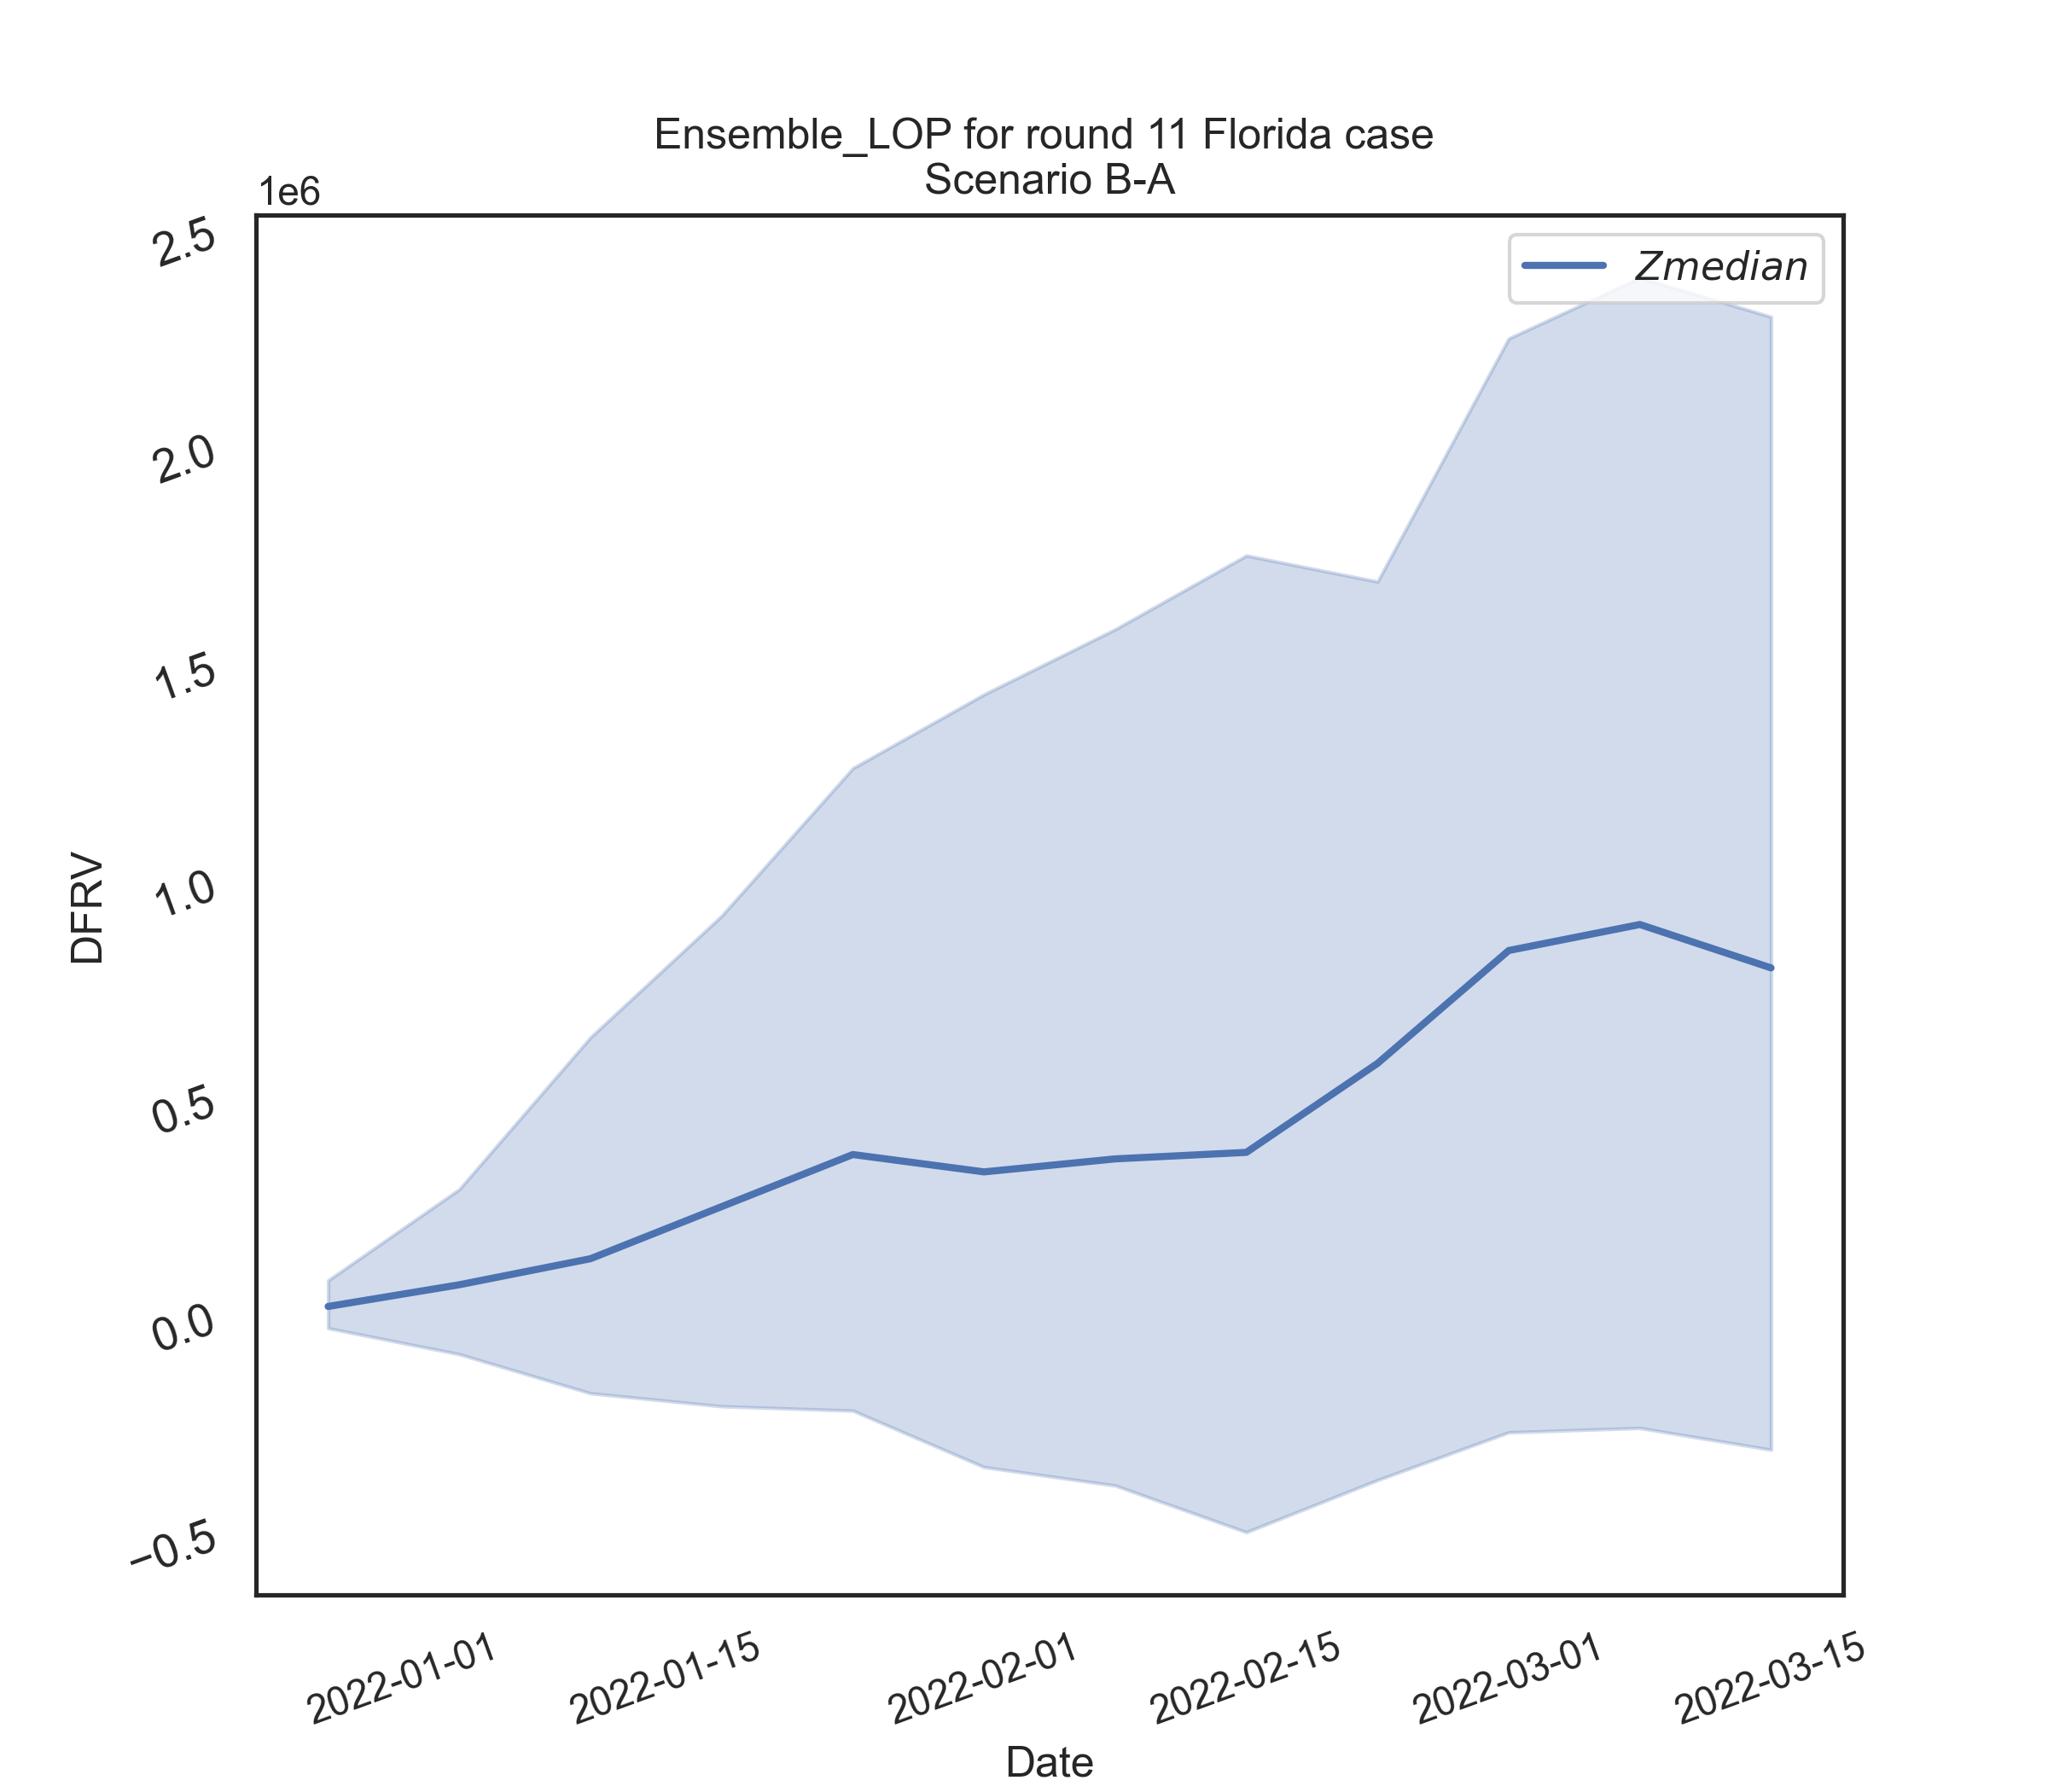 Ensemble_LOP for round 11 Florida case
Scenario B-A
1e6
Zmedian
2.5
2.0
1.5
1.0
0.5
0.0
−0.5
DFRV
2022-01-01
2022-01-15
2022-02-01
2022-02-15
2022-03-01
2022-03-15
Date